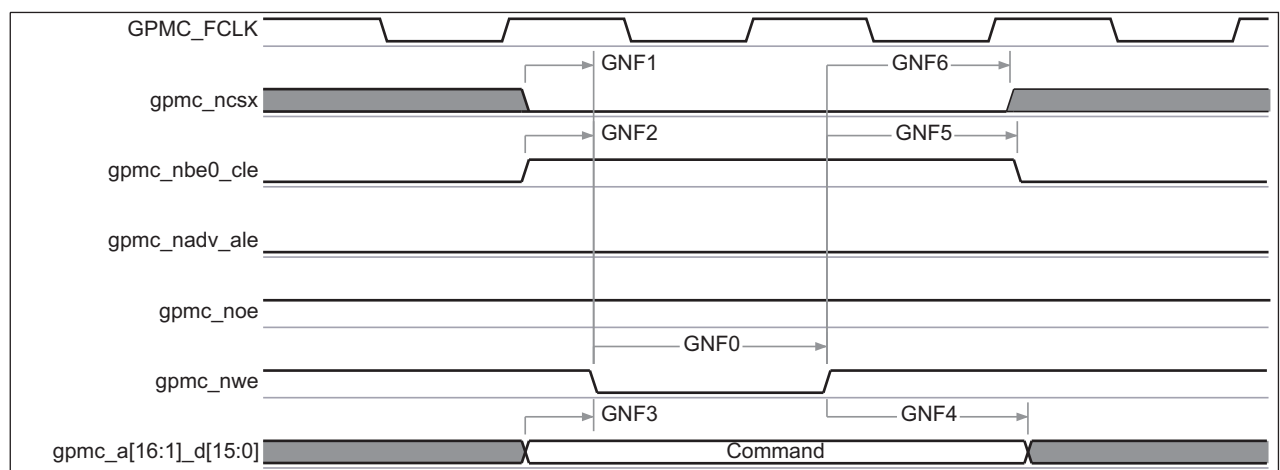 GPMC_FCLK
GNF1
GNF6
gpmc_ncsx
GNF2
GNF5
gpmc_nbe0_cle
gpmc_nadv_ale
gpmc_noe
GNF0
gpmc_nwe
GNF3
GNF4
gpmc_a[16:1]_d[15:0]
Command